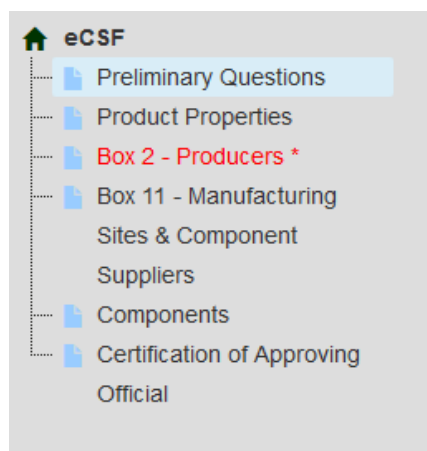 eCSF
Preliminary Questions
Product Properties
Box 2 - Producers *
Box 11 - Manufacturing
Sites & Component
Suppliers
Components
Certification of Approving
Official